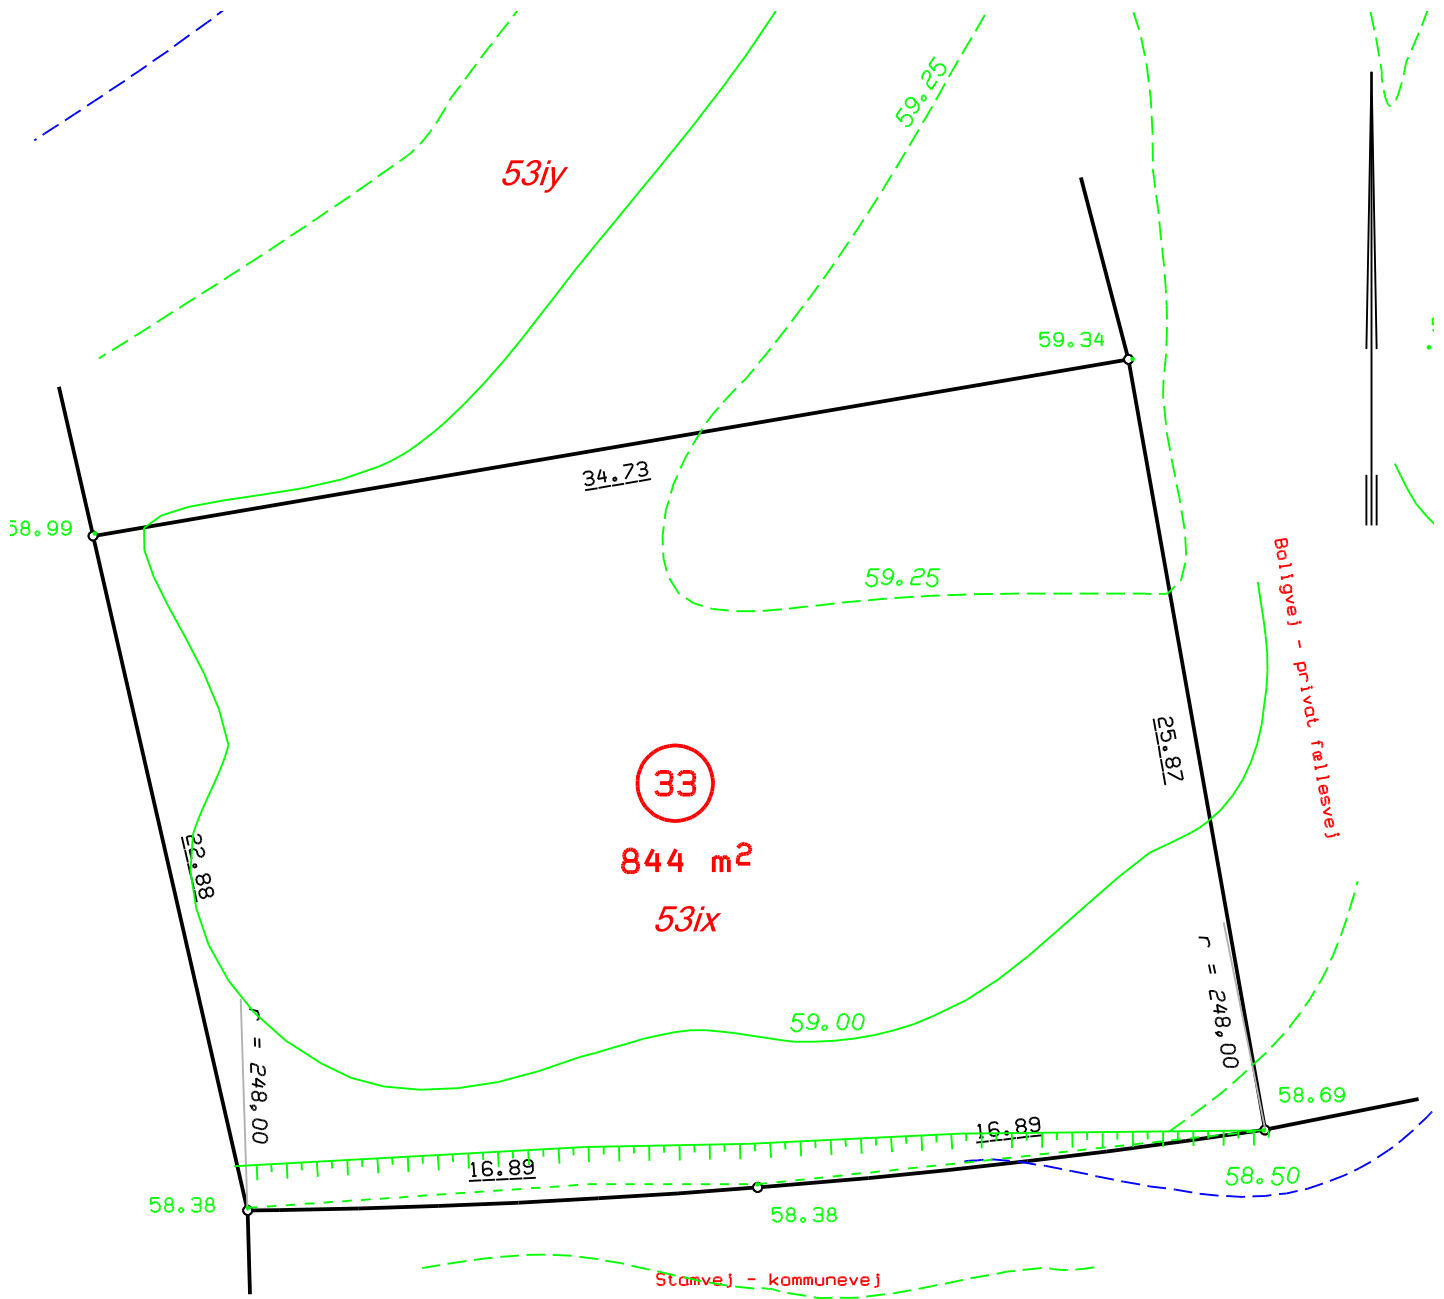 59.25
53iy
59.34
34.73
58.99
59.25
Boligvej - privat fællesvej
25.87
33
844 m2
22.88
53ix
r = 248,00
59.00
r = 248,00
58.69
16.89
16.89
58.50
58.38
58.38
Stamvej - kommunevej